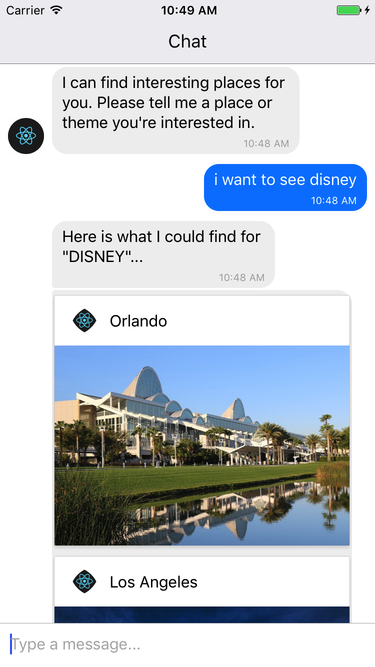 Carrier 10:49 AM
Chat
I can find interesting places for
you. Please tell me a place or
theme you're interested in.
10:48 AM
i want to see disney
10:48 AM
Here is what I could find for
"DISNEY"...
10:48 AM
Orlando
Los Angeles
Type a message...